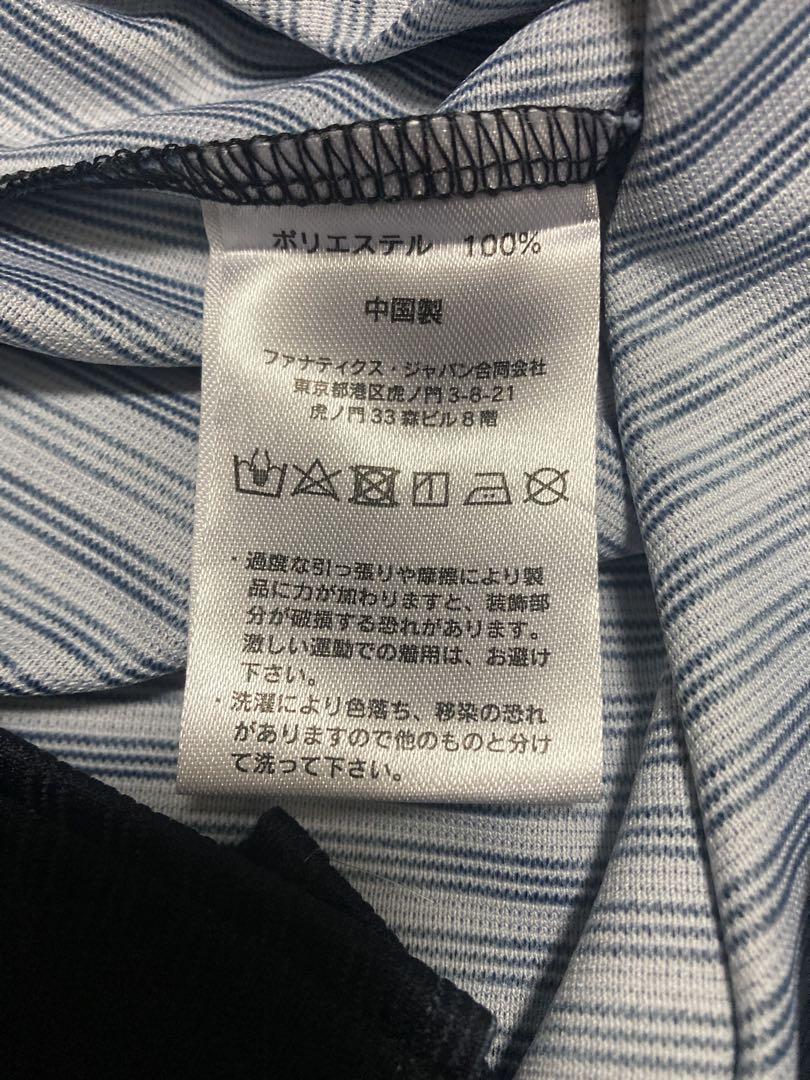 ポリエステル 100%
中国製
ファナティクス・ジャパン合同会社
東京都港区虎ノ門3-8-21
虎ノ門33森ビル8階
・過度な引っ張りや摩擦により製
品に力が加わりますと、装飾部
分が破損する恐れがあります。
激しい運動での着用は、お避け
下さい。
・洗濯により色落ち、移染の恐れ
がありますので他のものと分け
て洗って下さい。